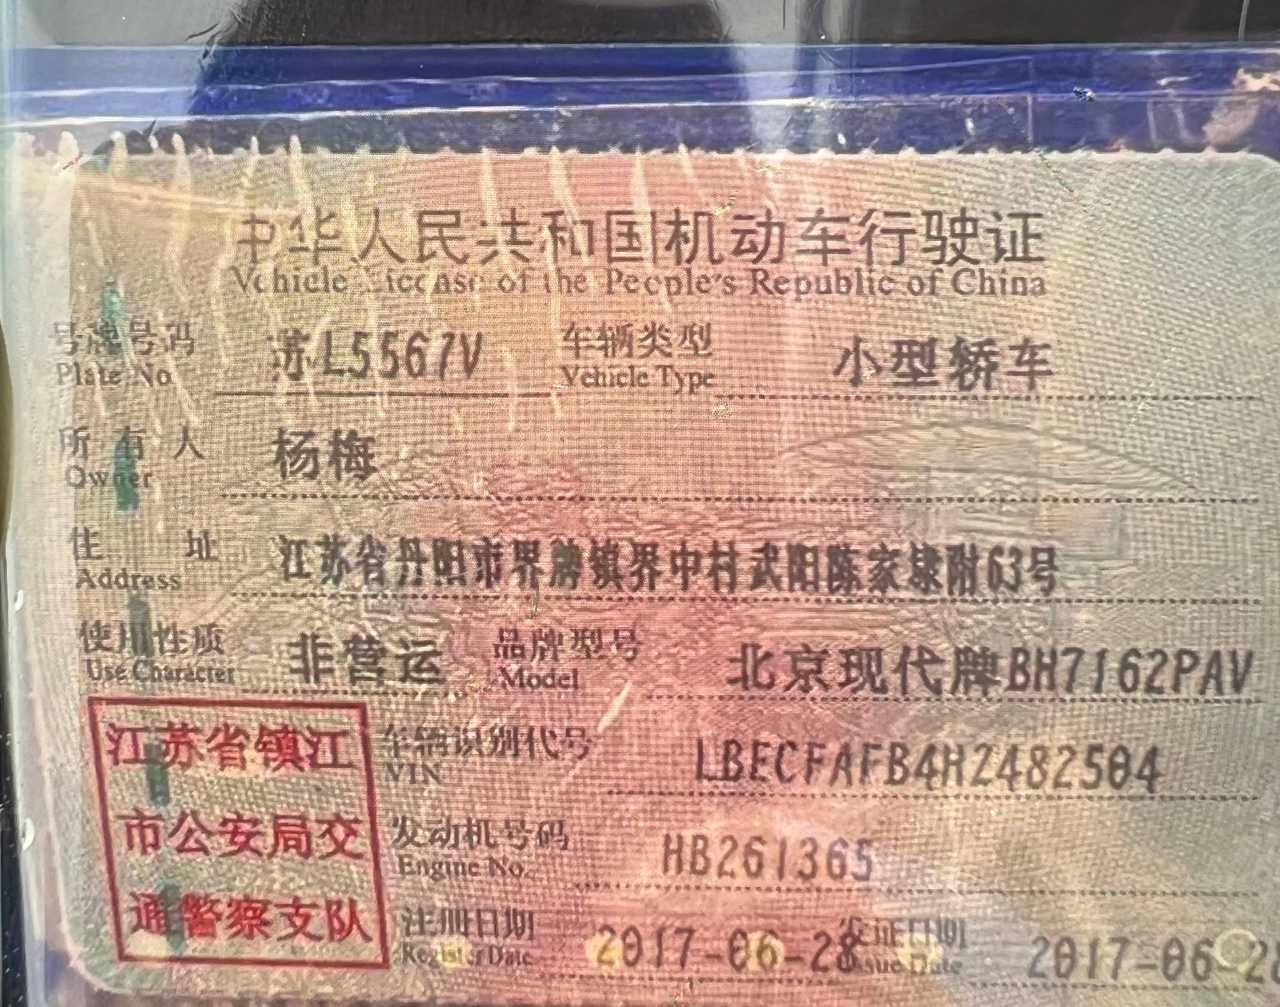 中华人民共和国机动车行驶证
Vehicle License of the People's Republic of China
号牌号码 苏L5567V 车辆类型 小型轿车
Plate No. Vehicle Type
所有人 杨梅
Owner
住址 江苏省丹阳市界牌镇界中村武阳陈家隶附63号
Address
使用性质 非营运 品牌型号 北京现代牌BH7162PAV
Use Character Model
江苏省镇江 车辆识别代号 LBECFAFB4HZ482504
VIN
市公安局交 发动机号码 HB261365
Engine No.
通警察支队 注册日期 2017-06-28 发证日期 2017-06-28
Register Date Issue Date